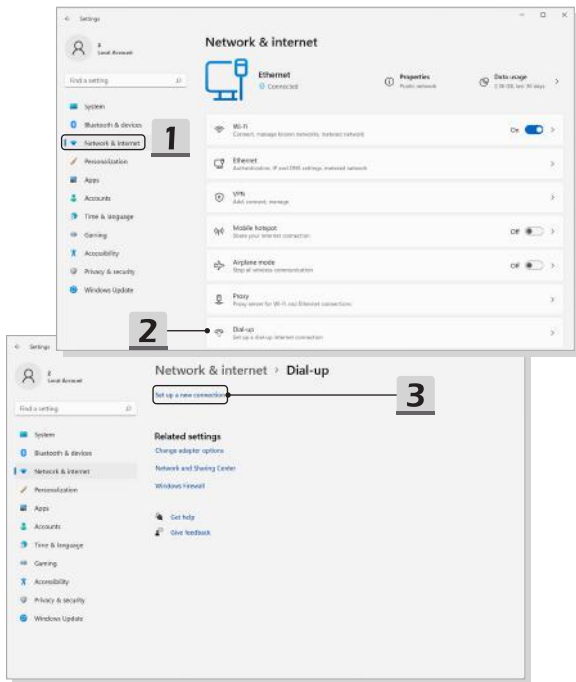 Settings
Local Account
Find a setting
System
Bluetooth & devices
Network & internet
Personalization
Apps
Accounts
Time & language
Gaming
Accessibility
Privacy & security
Windows Update
1
2
Network & internet
Ethernet
Connected
Properties
Public network
Data usage
Wi-Fi
Connect, manage known networks, metered network
On
Ethernet
Authentication, IP and DNS settings, metered network
VPN
Add, connect, manage
Mobile hotspot
Share your internet connection
Off
Airplane mode
Stop all wireless communication
Off
Proxy
Proxy server for Wi-Fi and Ethernet connections
Dial-up
Set up a dial-up internet connection
Settings
Local Account
Find a setting
System
Bluetooth & devices
Network & internet
Personalization
Apps
Accounts
Time & language
Gaming
Accessibility
Privacy & security
Windows Update
Network & internet > Dial-up
Set up a new connection
3
Related settings
Change adapter options
Network and Sharing Center
Windows Firewall
Get help
Give feedback